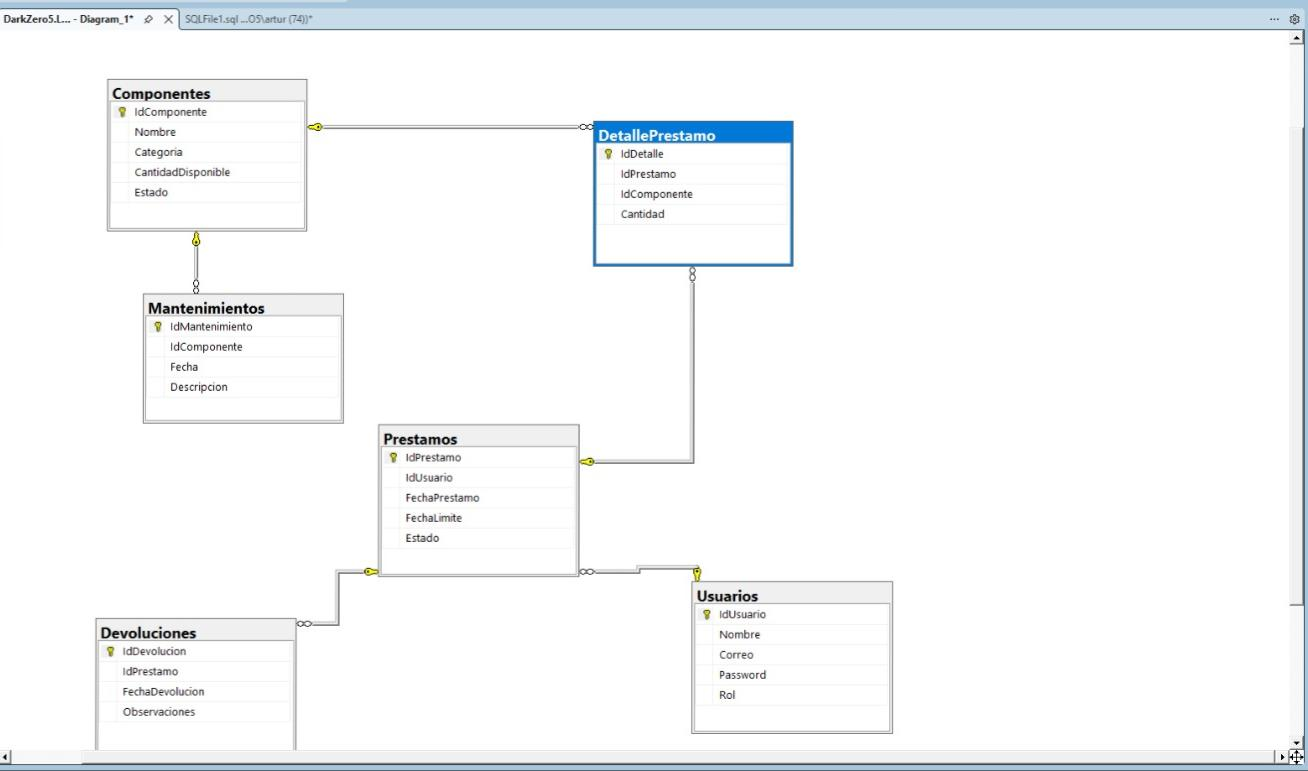 DarkZero5.L... - Diagram_1*
SQLFile1.sql ...O5\artur (74))*
Componentes
IdComponente
Nombre
Categoria
CantidadDisponible
Estado
DetallePrestamo
IdDetalle
IdPrestamo
IdComponente
Cantidad
Mantenimientos
IdMantenimiento
IdComponente
Fecha
Descripcion
Prestamos
IdPrestamo
IdUsuario
FechaPrestamo
FechaLimite
Estado
Usuarios
IdUsuario
Nombre
Correo
Password
Rol
Devoluciones
IdDevolucion
IdPrestamo
FechaDevolucion
Observaciones